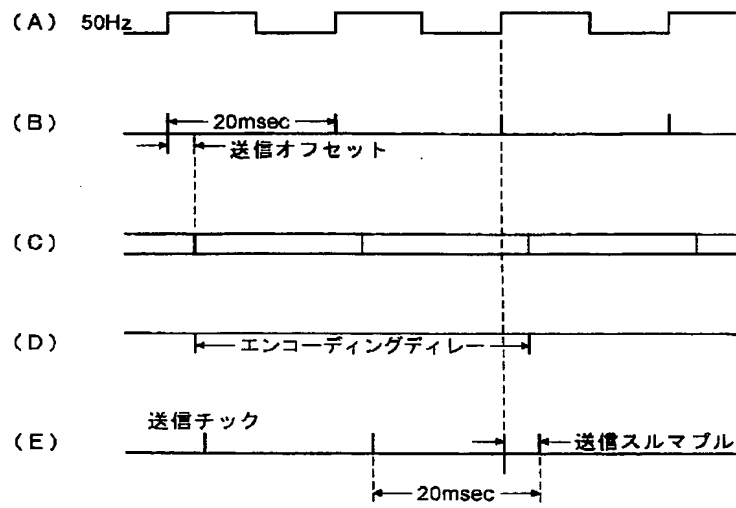 (A) 50Hz
(B) 20msec
送信オフセット
(C)
(D) エンコーディングディレー
送信チック
(E) 送信スルマブル
20msec